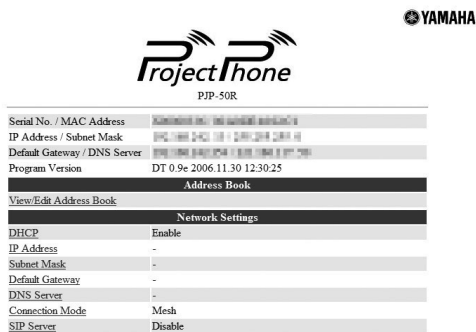 YAMAHA
ProjectPhone
PJP-50R
Serial No. / MAC Address
IP Address / Subnet Mask
Default Gateway / DNS Server
Program Version DT 0.9e 2006.11.30 12:30:25
Address Book
View/Edit Address Book
Network Settings
DHCP Enable
IP Address -
Subnet Mask -
Default Gateway -
DNS Server -
Connection Mode Mesh
SIP Server Disable